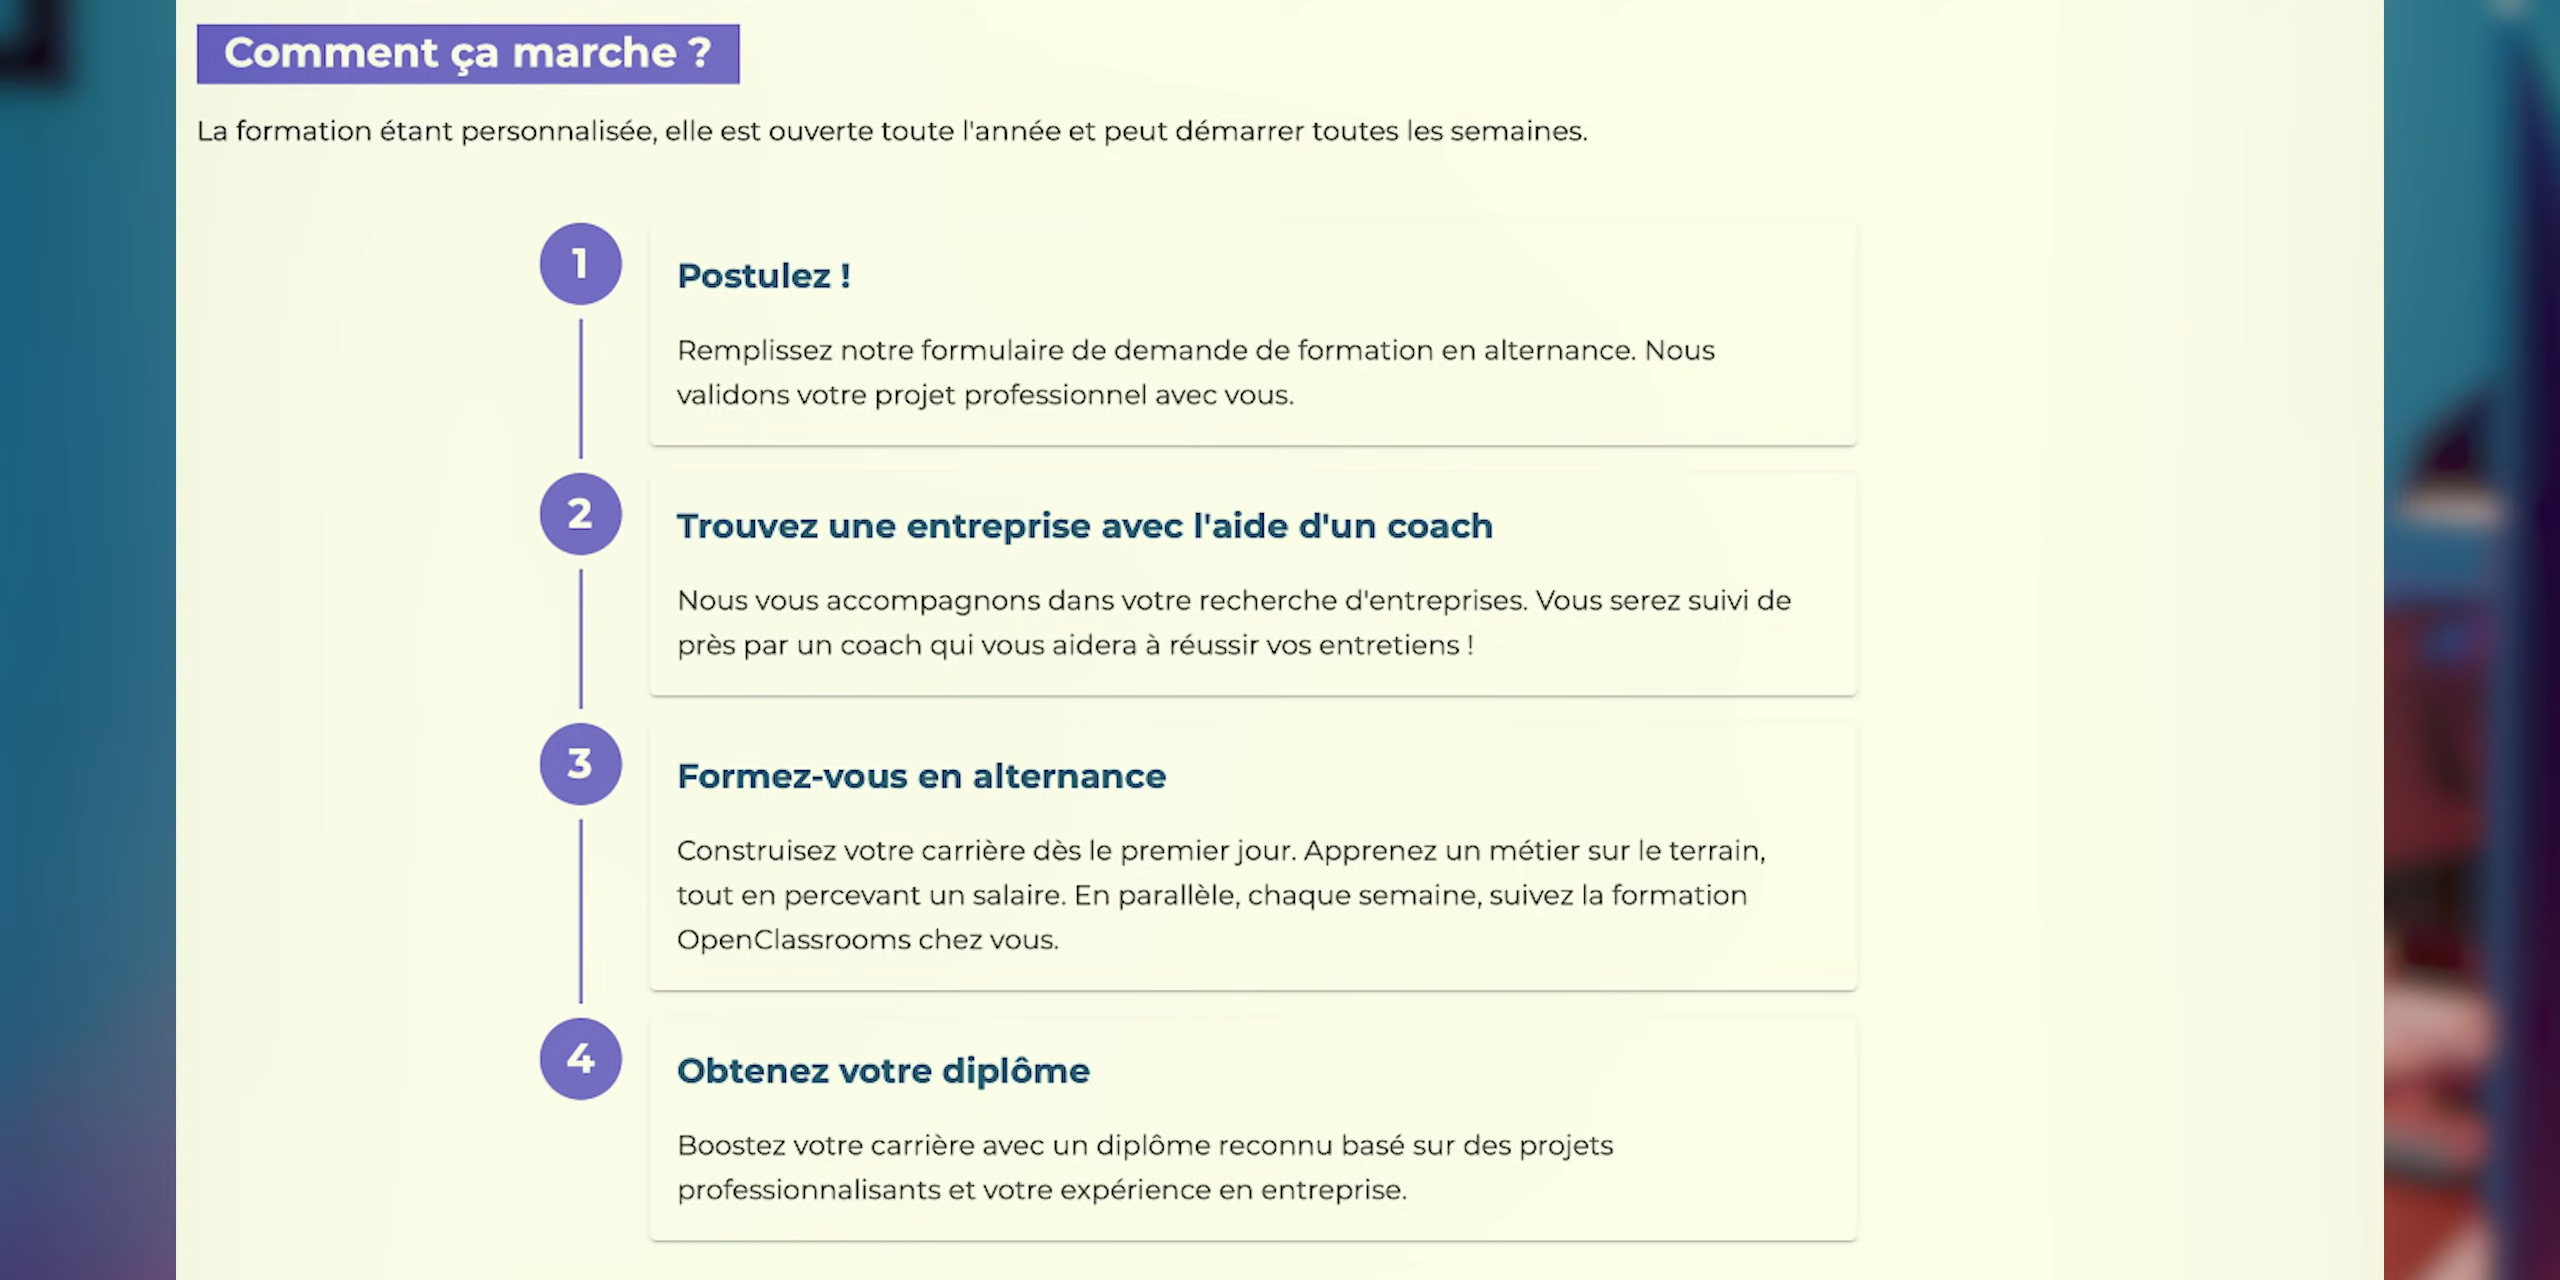 Comment ça marche ?
La formation étant personnalisée, elle est ouverte toute l'année et peut démarrer toutes les semaines.
1
Postulez !
Remplissez notre formulaire de demande de formation en alternance. Nous
validons votre projet professionnel avec vous.
2
Trouvez une entreprise avec l'aide d'un coach
Nous vous accompagnons dans votre recherche d'entreprises. Vous serez suivi de
près par un coach qui vous aidera à réussir vos entretiens !
3
Formez-vous en alternance
Construisez votre carrière dès le premier jour. Apprenez un métier sur le terrain,
tout en percevant un salaire. En parallèle, chaque semaine, suivez la formation
OpenClassrooms chez vous.
4
Obtenez votre diplôme
Boostez votre carrière avec un diplôme reconnu basé sur des projets
professionnalisants et votre expérience en entreprise.